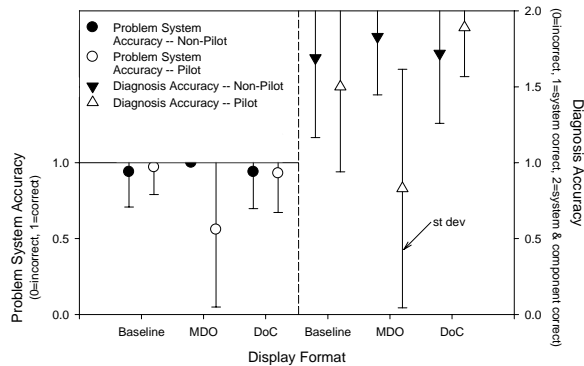 Problem System
Accuracy -- Non-Pilot
Problem System
Accuracy -- Pilot
Diagnosis Accuracy -- Non-Pilot
Diagnosis Accuracy -- Pilot
Problem System Accuracy
(0=incorrect, 1=correct)
1.0
0.5
0.0
2.0
1.5
1.0
0.5
0.0
(0=incorrect, 1=system correct, 2=system & component correct)
Diagnosis Accuracy
st dev
Baseline MDO DoC Baseline MDO DoC
Display Format